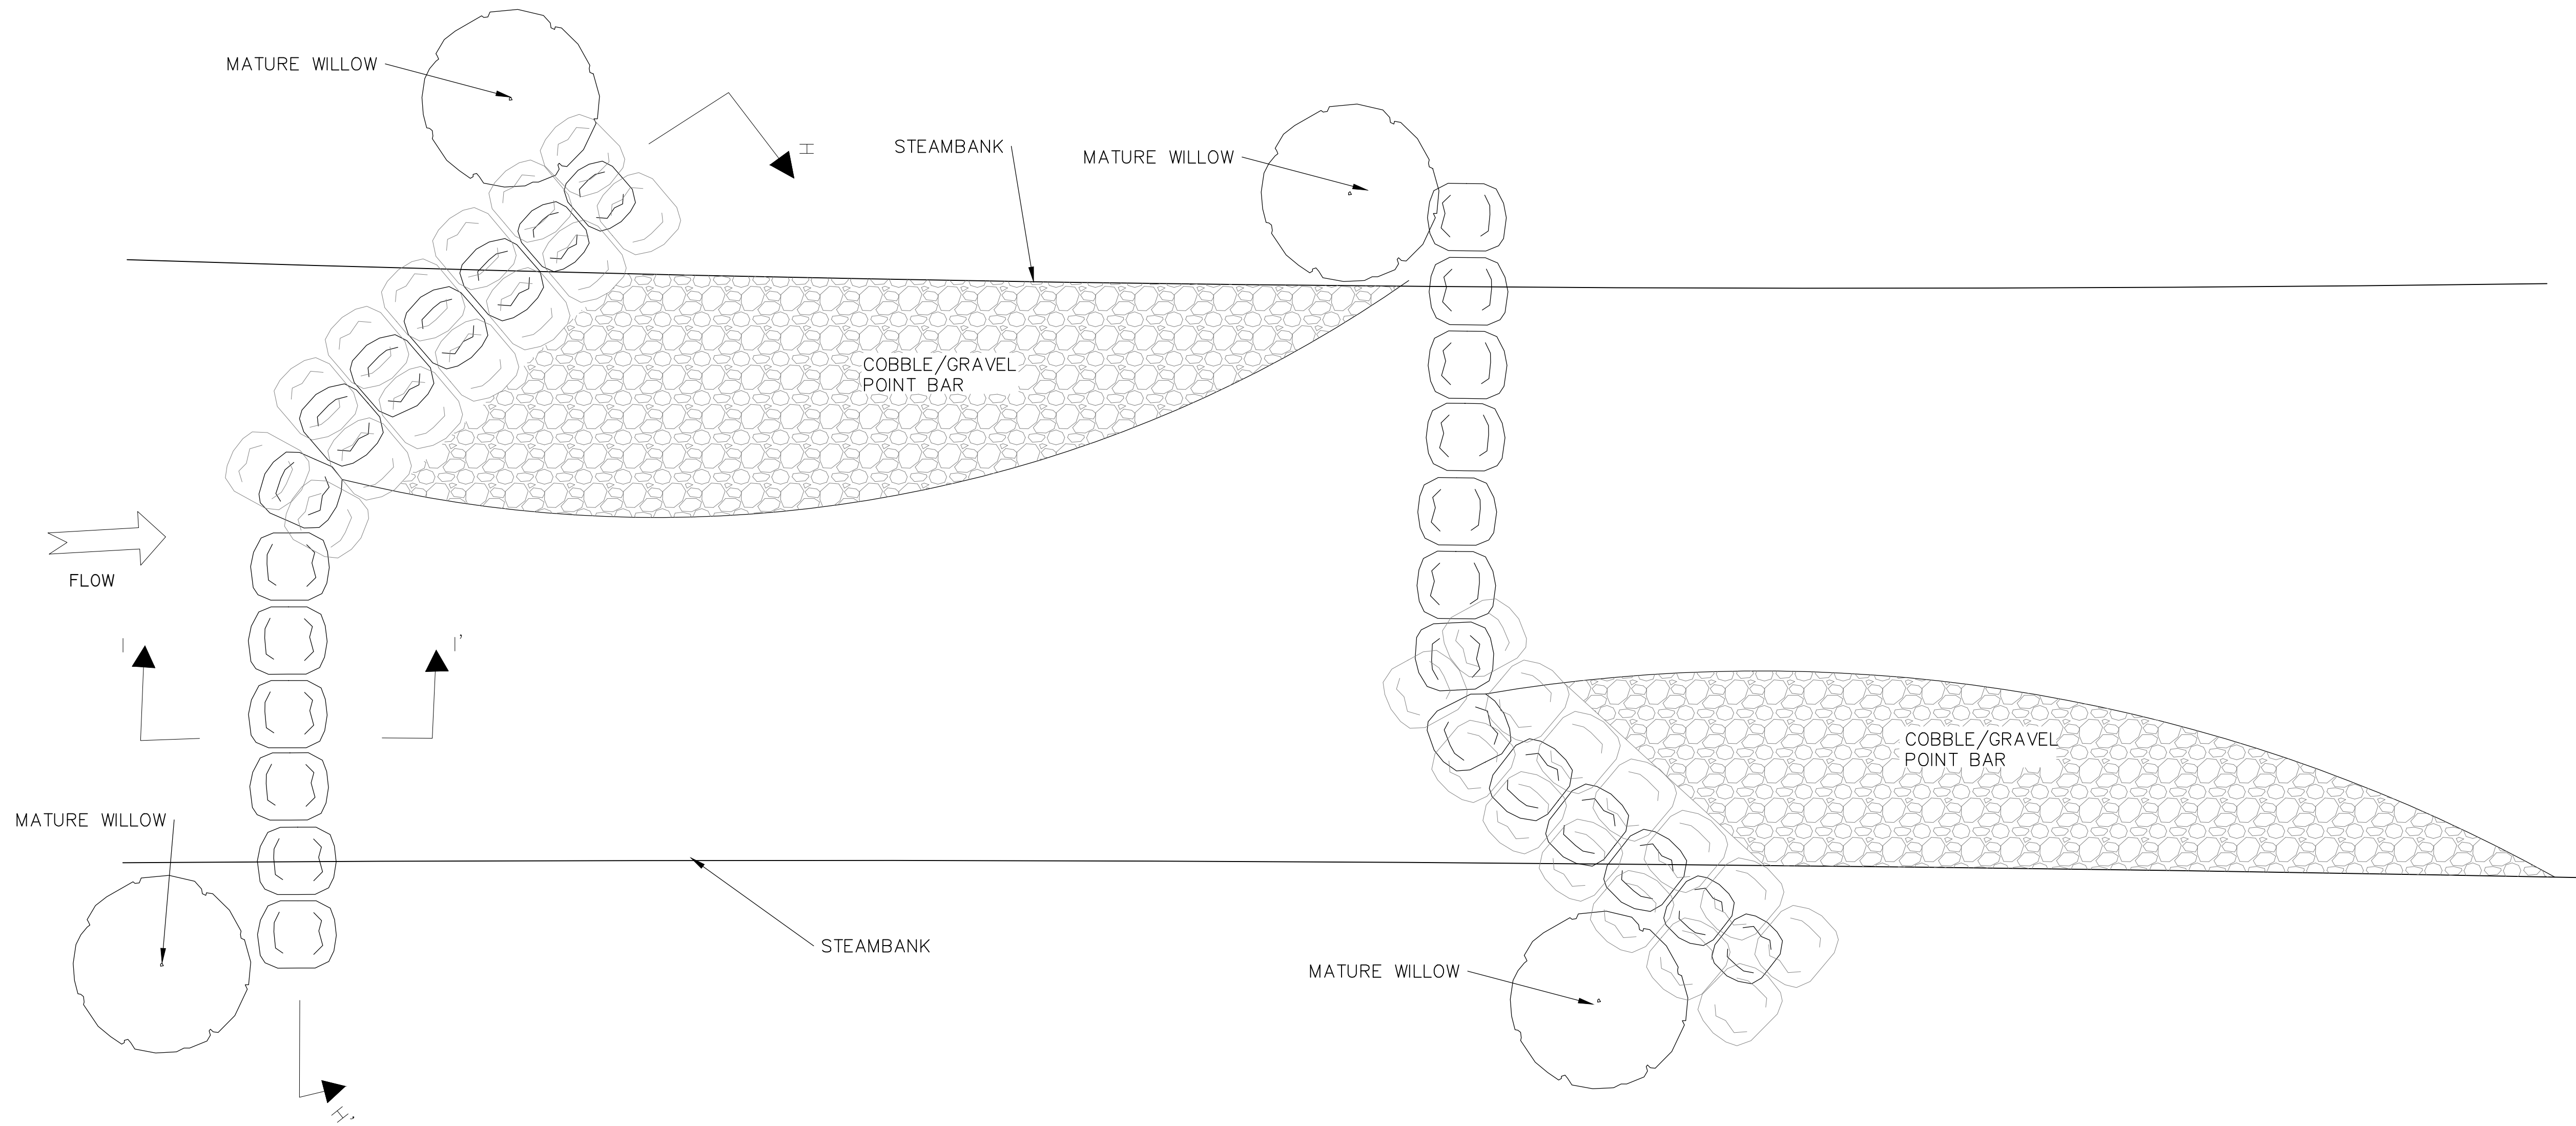 MATURE WILLOW
H
STEAMBANK
MATURE WILLOW
COBBLE/GRAVEL
POINT BAR
FLOW
I
I'
COBBLE/GRAVEL
POINT BAR
MATURE WILLOW
STEAMBANK
MATURE WILLOW
H'